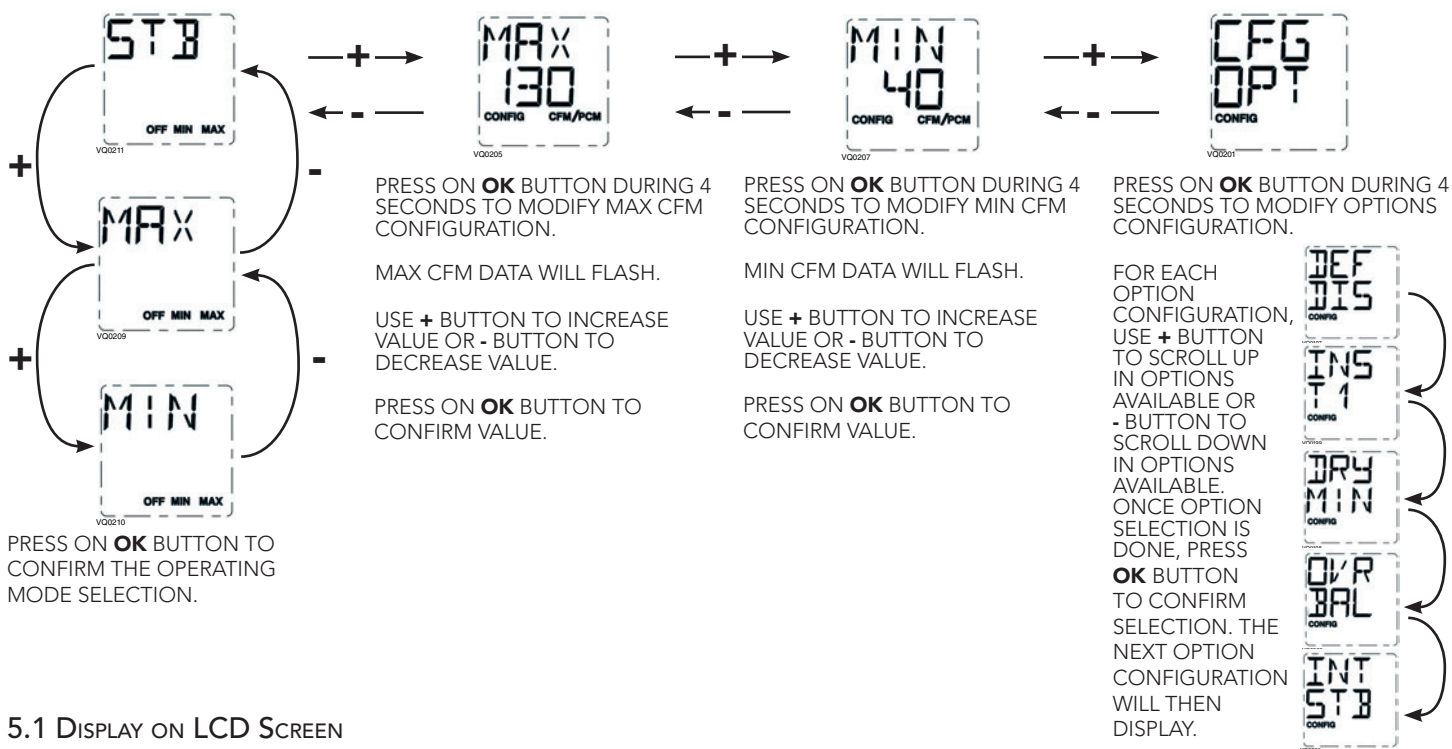 STB
OFF MIN MAX
VQ0211
+
-
MAX
OFF MIN MAX
VQ0209
+
-
MIN
OFF MIN MAX
VQ0210
PRESS ON OK BUTTON TO
CONFIRM THE OPERATING
MODE SELECTION.
+
-
MAX
130
CONFIG CFM/PCM
VQ0205
PRESS ON OK BUTTON DURING 4
SECONDS TO MODIFY MAX CFM
CONFIGURATION.
MAX CFM DATA WILL FLASH.
USE + BUTTON TO INCREASE
VALUE OR - BUTTON TO
DECREASE VALUE.
PRESS ON OK BUTTON TO
CONFIRM VALUE.
+
-
MIN
40
CONFIG CFM/PCM
VQ0207
PRESS ON OK BUTTON DURING 4
SECONDS TO MODIFY MIN CFM
CONFIGURATION.
MIN CFM DATA WILL FLASH.
USE + BUTTON TO INCREASE
VALUE OR - BUTTON TO
DECREASE VALUE.
PRESS ON OK BUTTON TO
CONFIRM VALUE.
+
-
CFG
OPT
CONFIG
VQ0201
PRESS ON OK BUTTON DURING 4
SECONDS TO MODIFY OPTIONS
CONFIGURATION.
FOR EACH
OPTION
CONFIGURATION,
USE + BUTTON
TO SCROLL UP
IN OPTIONS
AVAILABLE OR
- BUTTON TO
SCROLL DOWN
IN OPTIONS
AVAILABLE.
ONCE OPTION
SELECTION IS
DONE, PRESS
OK BUTTON
TO CONFIRM
SELECTION. THE
NEXT OPTION
CONFIGURATION
WILL THEN
DISPLAY.
DEF
DIS
CONFIG
INS
T1
CONFIG
DRY
MIN
CONFIG
OVR
BAL
CONFIG
INT
STB
CONFIG
5.1 DISPLAY ON LCD SCREEN